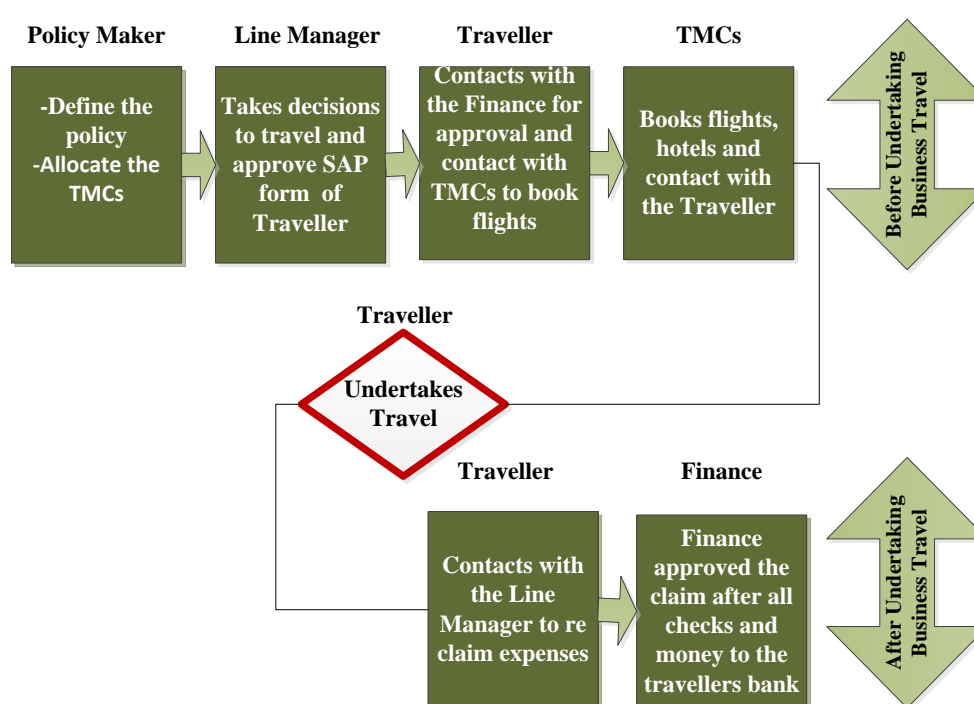 Policy Maker
Line Manager
Traveller
TMCs
-Define the
policy
-Allocate the
TMCs
Takes decisions
to travel and
approve SAP
form of
Traveller
Contacts with
the Finance for
approval and
contact with
TMCs to book
flights
Books flights,
hotels and
contact with
the Traveller
Before Undertaking
Business Travel
Traveller
Undertakes
Travel
Traveller
Finance
Contacts with
the Line
Manager to re
claim expenses
Finance
approved the
claim after all
checks and
money to the
travellers bank
After Undertaking
Business Travel